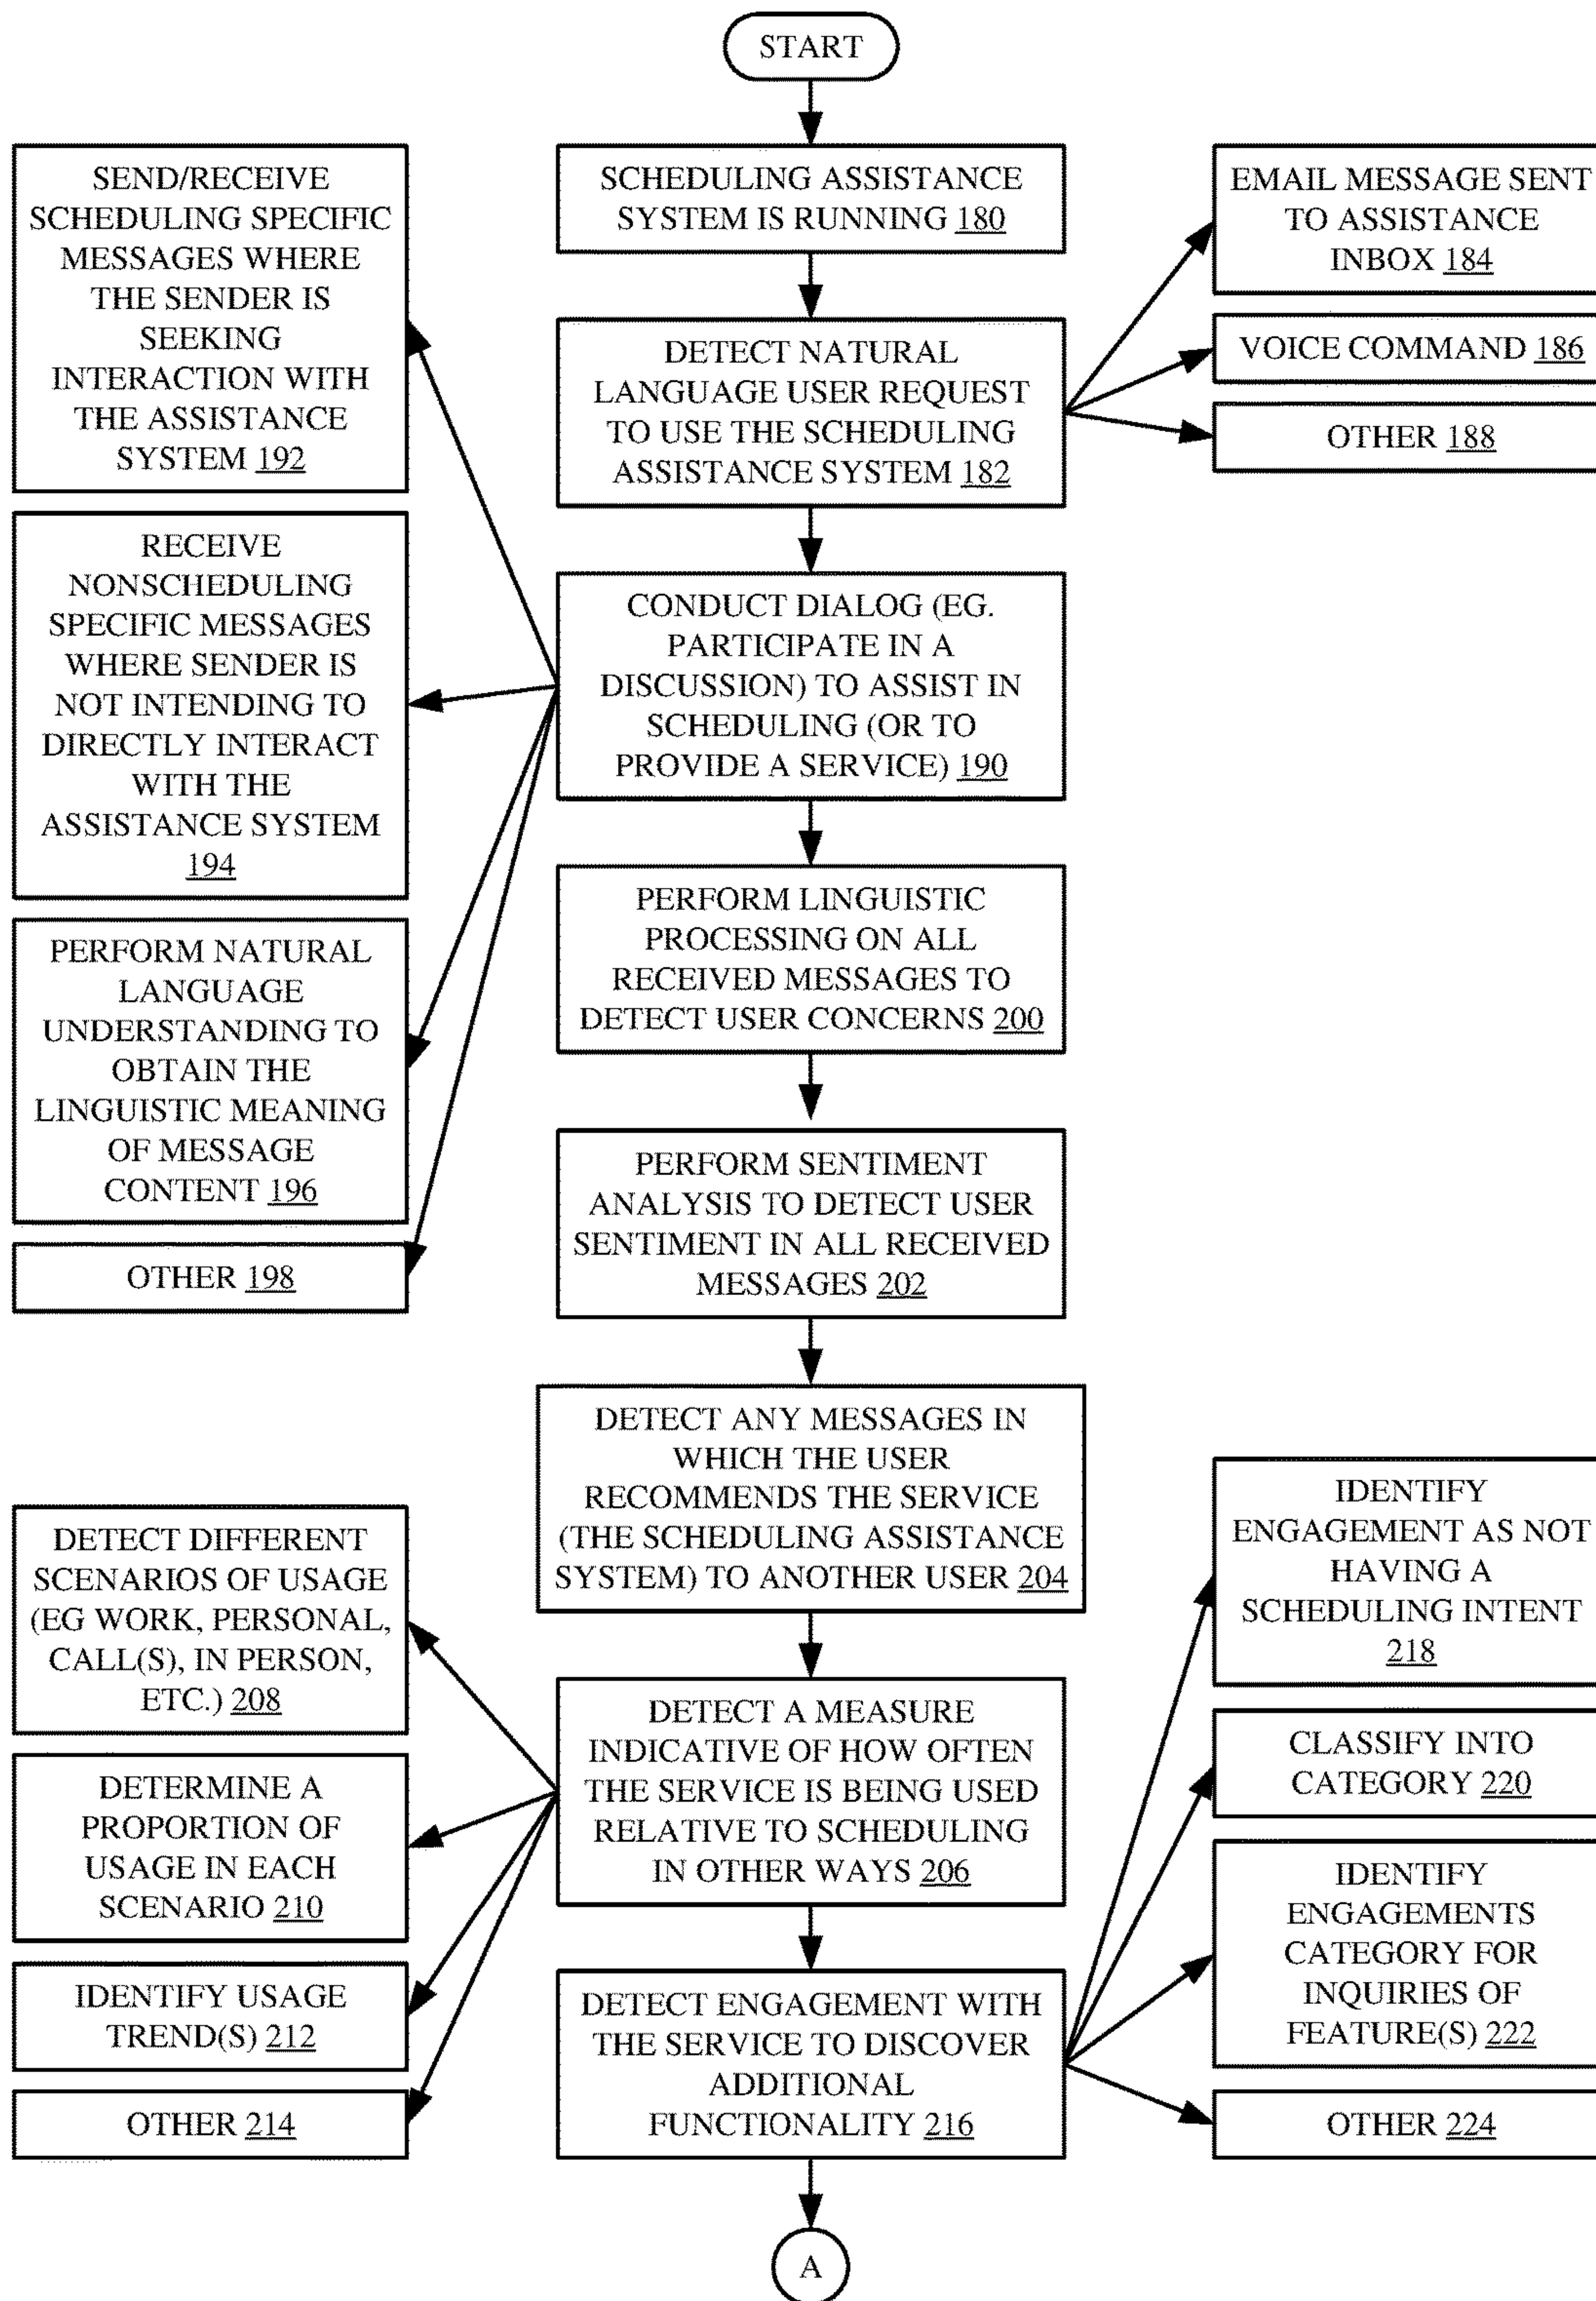 START
SCHEDULING ASSISTANCE
SYSTEM IS RUNNING 180
DETECT NATURAL
LANGUAGE USER REQUEST
TO USE THE SCHEDULING
ASSISTANCE SYSTEM 182
EMAIL MESSAGE SENT
TO ASSISTANCE
INBOX 184
VOICE COMMAND 186
OTHER 188
CONDUCT DIALOG (EG.
PARTICIPATE IN A
DISCUSSION) TO ASSIST IN
SCHEDULING (OR TO
PROVIDE A SERVICE) 190
SEND/RECEIVE
SCHEDULING SPECIFIC
MESSAGES WHERE
THE SENDER IS
SEEKING
INTERACTION WITH
THE ASSISTANCE
SYSTEM 192
RECEIVE
NONSCHEDULING
SPECIFIC MESSAGES
WHERE SENDER IS
NOT INTENDING TO
DIRECTLY INTERACT
WITH THE
ASSISTANCE SYSTEM
194
PERFORM NATURAL
LANGUAGE
UNDERSTANDING TO
OBTAIN THE
LINGUISTIC MEANING
OF MESSAGE
CONTENT 196
OTHER 198
PERFORM LINGUISTIC
PROCESSING ON ALL
RECEIVED MESSAGES TO
DETECT USER CONCERNS 200
PERFORM SENTIMENT
ANALYSIS TO DETECT USER
SENTIMENT IN ALL RECEIVED
MESSAGES 202
DETECT ANY MESSAGES IN
WHICH THE USER
RECOMMENDS THE SERVICE
(THE SCHEDULING ASSISTANCE
SYSTEM) TO ANOTHER USER 204
DETECT A MEASURE
INDICATIVE OF HOW OFTEN
THE SERVICE IS BEING USED
RELATIVE TO SCHEDULING
IN OTHER WAYS 206
DETECT DIFFERENT
SCENARIOS OF USAGE
(EG WORK, PERSONAL,
CALL(S), IN PERSON,
ETC.) 208
DETERMINE A
PROPORTION OF
USAGE IN EACH
SCENARIO 210
IDENTIFY USAGE
TREND(S) 212
OTHER 214
DETECT ENGAGEMENT WITH
THE SERVICE TO DISCOVER
ADDITIONAL
FUNCTIONALITY 216
IDENTIFY
ENGAGEMENT AS NOT
HAVING A
SCHEDULING INTENT
218
CLASSIFY INTO
CATEGORY 220
IDENTIFY
ENGAGEMENTS
CATEGORY FOR
INQUIRIES OF
FEATURE(S) 222
OTHER 224
A